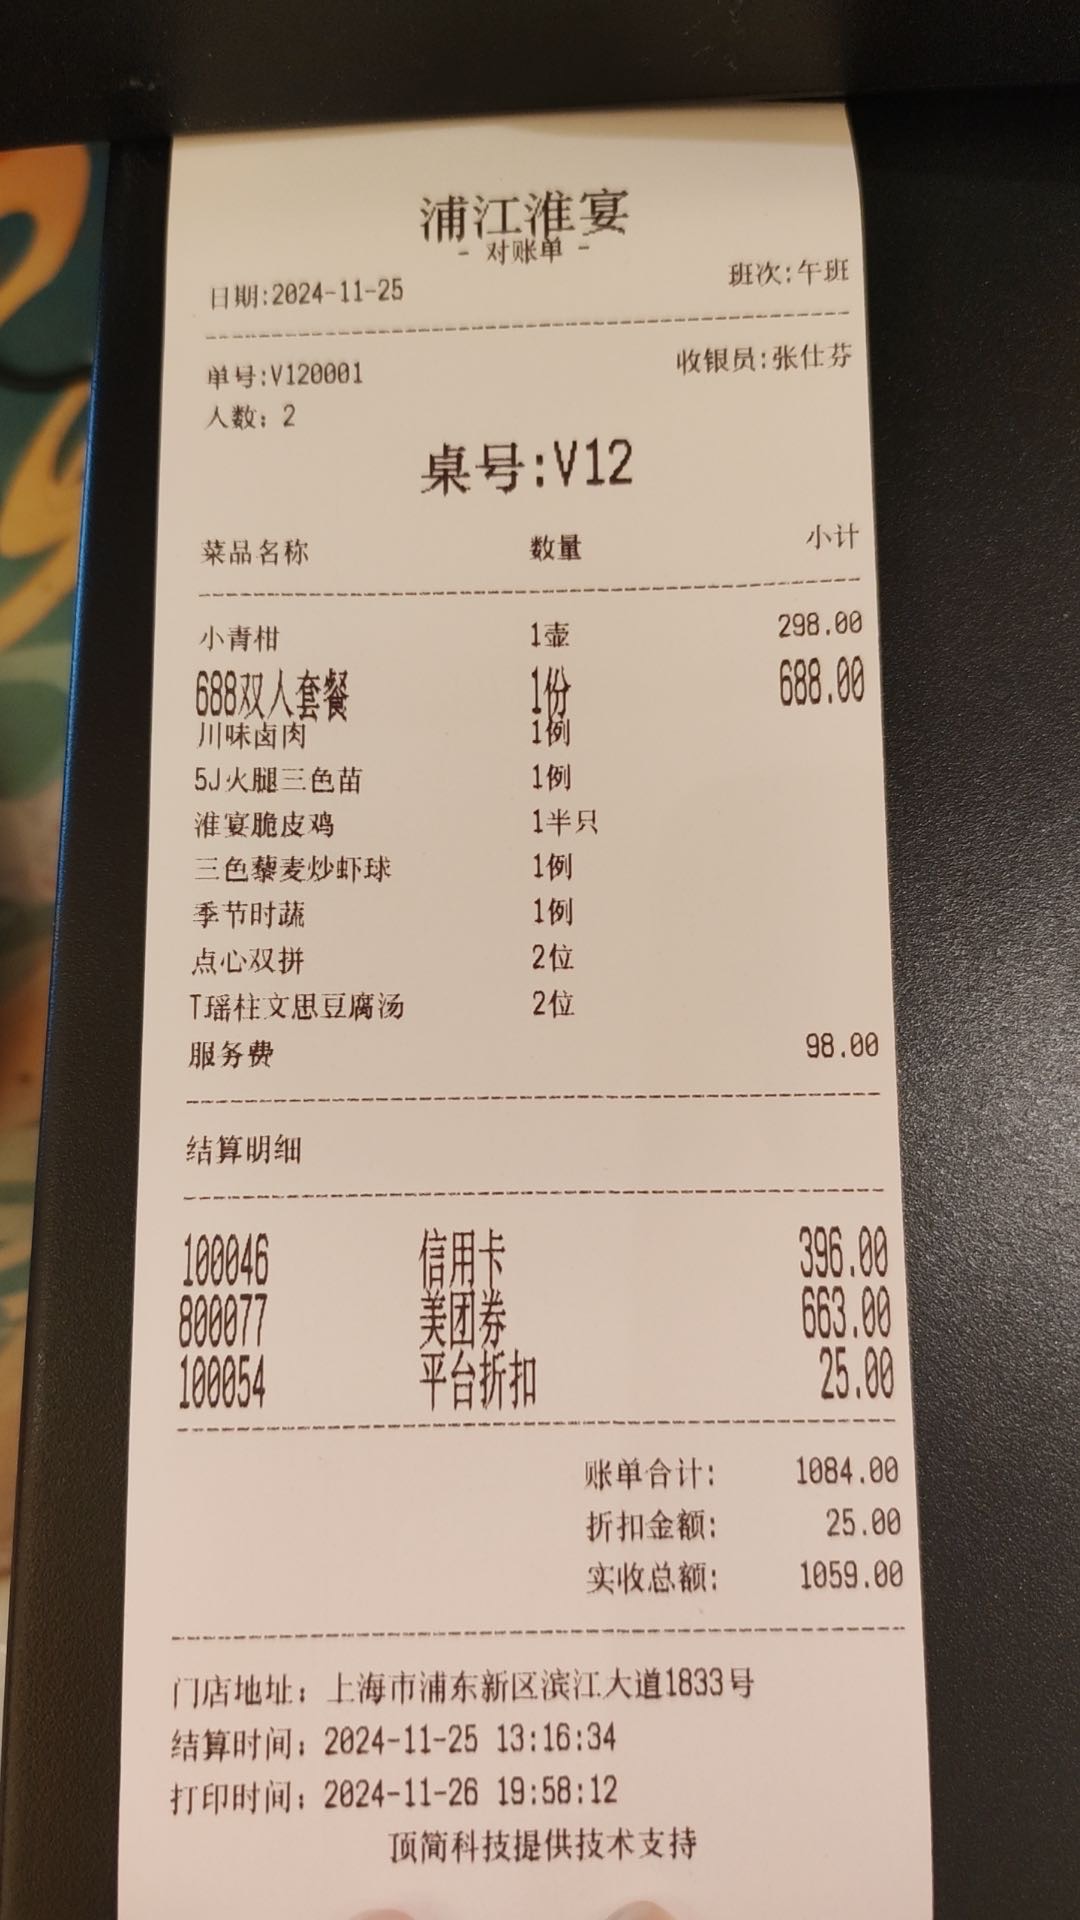 浦江淮宴
- 对账单 -
日期:2024-11-25 班次:午班
单号:V120001 收银员:张仕芬
人数: 2
桌号:V12
菜品名称 数量 小计
小青柑 1壶 298.00
688双人套餐 1份 688.00
川味卤肉 1例
5J火腿三色苗 1例
淮宴脆皮鸡 1半只
三色藜麦炒虾球 1例
季节时蔬 1例
点心双拼 2位
T瑶柱文思豆腐汤 2位
服务费 98.00
结算明细
100046 信用卡 396.00
800077 美团券 663.00
100054 平台折扣 25.00
账单合计: 1084.00
折扣金额: 25.00
实收总额: 1059.00
门店地址: 上海市浦东新区滨江大道1833号
结算时间: 2024-11-25 13:16:34
打印时间: 2024-11-26 19:58:12
顶简科技提供技术支持